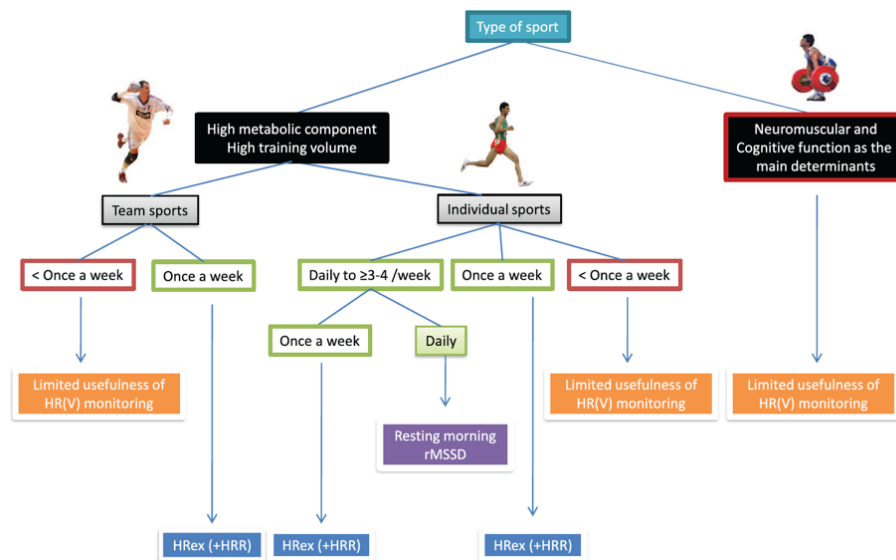 Type of sport
High metabolic component
High training volume
Neuromuscular and
Cognitive function as the
main determinants
Team sports
Individual sports
< Once a week
Once a week
Daily to ≥3-4 /week
Once a week
< Once a week
Once a week
Daily
Limited usefulness of
HR(V) monitoring
Limited usefulness of
HR(V) monitoring
Limited usefulness of
HR(V) monitoring
Resting morning
rMSSD
HRex (+HRR)
HRex (+HRR)
HRex (+HRR)